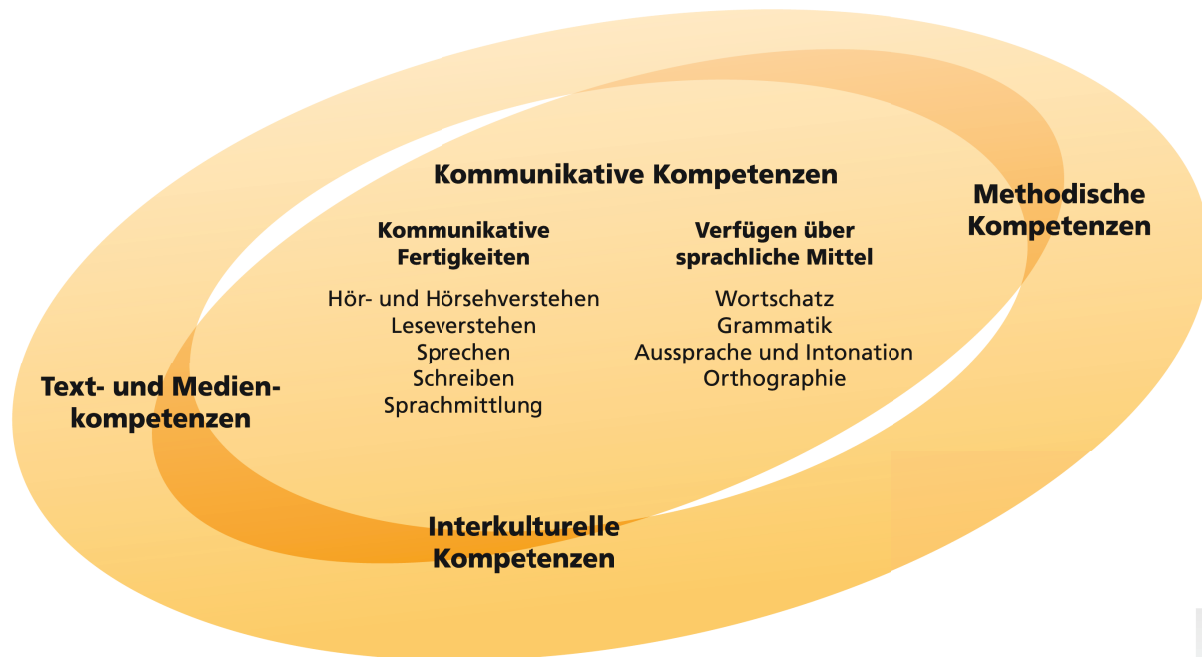 Kommunikative Kompetenzen
Methodische
Kompetenzen
Kommunikative
Fertigkeiten
Hör- und Hörsehverstehen
Leseverstehen
Sprechen
Schreiben
Sprachmittlung
Verfügen über
sprachliche Mittel
Wortschatz
Grammatik
Aussprache und Intonation
Orthographie
Text- und Medien-
kompetenzen
Interkulturelle
Kompetenzen